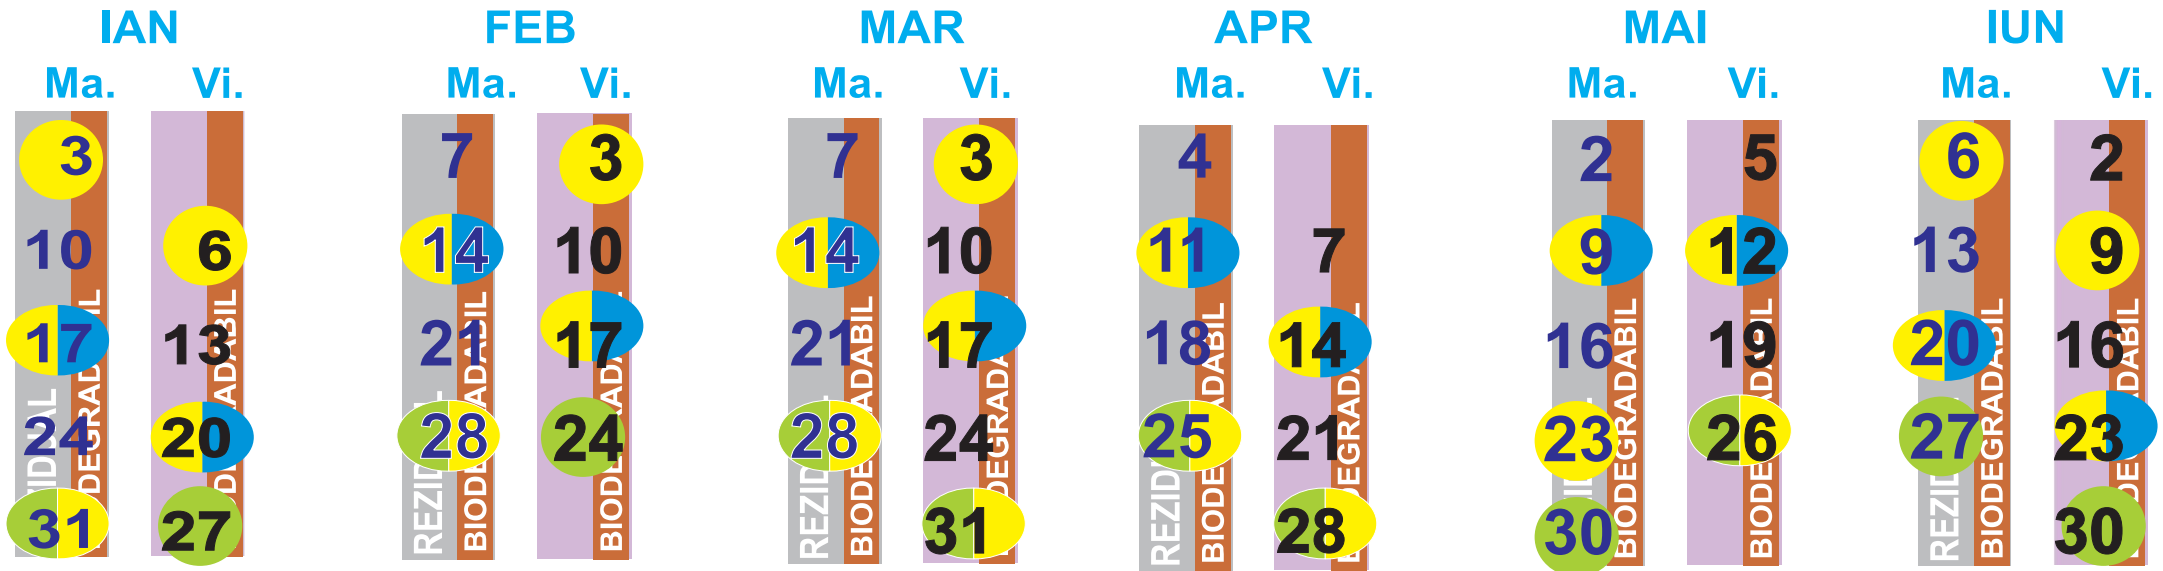 IAN FEB MAR APR MAI IUN
Ma. Vi. Ma. Vi. Ma. Vi. Ma. Vi. Ma. Vi. Ma. Vi.
3 7 3 7 3 4 2 5 6 2
10 6 14 10 14 10 11 7 9 12 13 9
17 13 21 17 21 17 18 14 16 19 20 16
24 20 28 24 28 24 25 21 23 26 27 23
31 27 31 28 30 30
REZIDUAL
BIODEGRADABIL